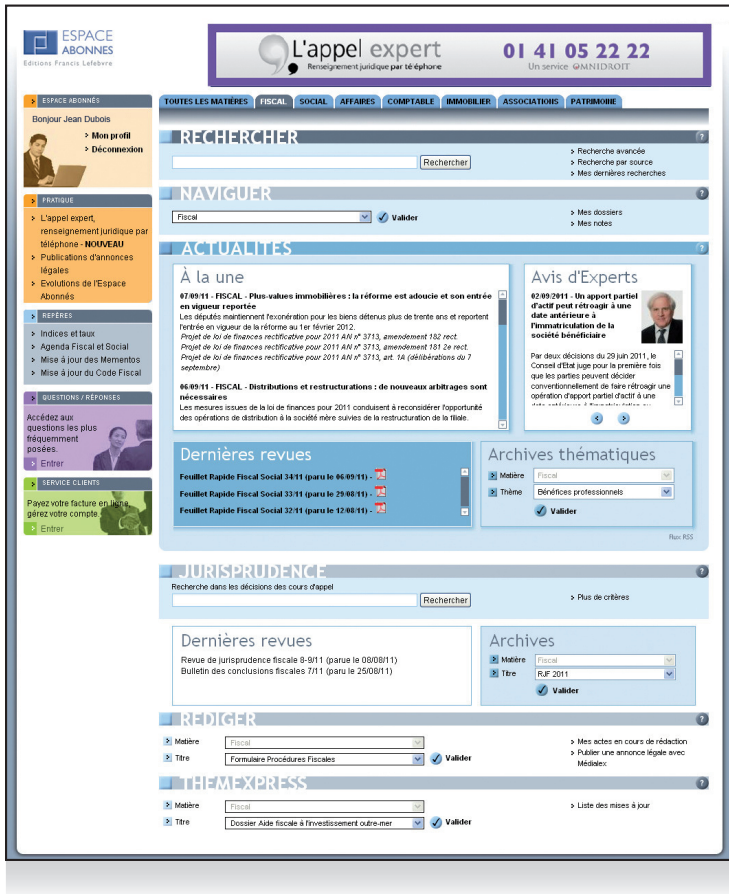 ESPACE
ABONNÉS
Editions Francis Lefebvre
L'appel expert
Renseignement juridique par téléphone
01 41 05 22 22
Un service OMNIDROIT
ESPACE ABONNÉS
Bonjour Jean Dubois
Mon profil
Déconnexion
PRATIQUE
L'appel expert,
renseignement juridique par
téléphone - NOUVEAU
Publications d'annonces
légales
Evolutions de l'Espace
Abonnés
REPÈRES
Indices et taux
Agenda Fiscal et Social
Mise à jour des Mementos
Mise à jour du Code Fiscal
QUESTIONS / RÉPONSES
Accédez aux
questions les plus
fréquemment
posées.
Entrer
SERVICE CLIENTS
Payez votre facture en ligne,
gérez votre compte.
Entrer
TOUTES LES MATIÈRES FISCAL SOCIAL AFFAIRES COMPTABLE IMMOBILIER ASSOCIATIONS PATRIMOINE
RECHERCHER
?
Rechercher
Recherche avancée
Recherche par source
Mes dernières recherches
NAVIGUER
?
Fiscal
Valider
Mes dossiers
Mes notes
ACTUALITÉS
?
À la une
07/09/11 - FISCAL - Plus-values immobilières : la réforme est adoucie et son entrée
en vigueur reportée
Les députés maintiennent l'exonération pour les biens détenus plus de trente ans et reportent
l'entrée en vigueur de la réforme au 1er février 2012.
Projet de loi de finances rectificative pour 2011 AN n° 3713, amendement 182 rect.
Projet de loi de finances rectificative pour 2011 AN n° 3713, amendement 181 2e rect.
Projet de loi de finances rectificative pour 2011 AN n° 3713, art. 1A (délibérations du 7
septembre)
06/09/11 - FISCAL - Distributions et restructurations : de nouveaux arbitrages sont
nécessaires
Les mesures issues de la loi de finances pour 2011 conduisent à reconsidérer l'opportunité
des opérations de distribution à la société mère suivies de la restructuration de la filiale.
Avis d'Experts
02/09/2011 - Un apport partiel
d'actif peut rétroagir à une
date antérieure à
l'immatriculation de la
société bénéficiaire
Par deux décisions du 29 juin 2011, le
Conseil d'Etat juge pour la première fois
que les parties peuvent décider
conventionnellement de faire rétroagir une
opération d'apport partiel d'actif à une
Dernières revues
Feuillet Rapide Fiscal Social 34/11 (paru le 06/09/11) -
Feuillet Rapide Fiscal Social 33/11 (paru le 29/08/11) -
Feuillet Rapide Fiscal Social 32/11 (paru le 12/08/11) -
Archives thématiques
Matière Fiscal
Thème Bénéfices professionnels
Valider
Flux RSS
JURISPRUDENCE
?
Recherche dans les décisions des cours d'appel
Rechercher
Plus de critères
Dernières revues
Revue de jurisprudence fiscale 8-9/11 (parue le 08/08/11)
Bulletin des conclusions fiscales 7/11 (paru le 25/08/11)
Archives
Matière Fiscal
Titre RJF 2011
Valider
REDIGER
?
Matière Fiscal
Titre Formulaire Procédures Fiscales Valider
Mes actes en cours de rédaction
Publier une annonce légale avec
Médialex
THEMEXPRESS
?
Matière Fiscal
Titre Dossier Aide fiscale à l'investissement outre-mer Valider
Liste des mises à jour